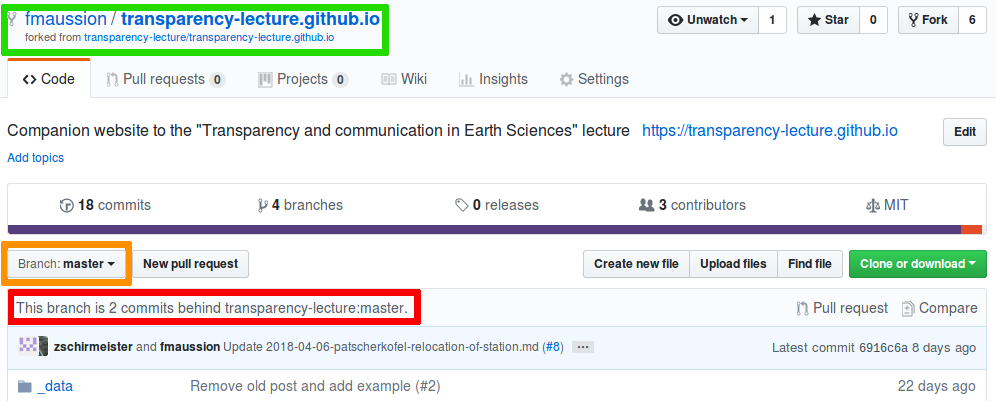 fmaussion / transparency-lecture.github.io
Unwatch 1 Star 0 Fork 6
forked from transparency-lecture/transparency-lecture.github.io
Code Pull requests 0 Projects 0 Wiki Insights Settings
Companion website to the "Transparency and communication in Earth Sciences" lecture https://transparency-lecture.github.io Edit
Add topics
18 commits 4 branches 0 releases 3 contributors MIT
Branch: master New pull request Create new file Upload files Find file Clone or download
This branch is 2 commits behind transparency-lecture:master. Pull request Compare
zschirmeister and fmaussion Update 2018-04-06-patscherkofel-relocation-of-station.md (#8) ... Latest commit 6916c6a 8 days ago
_data Remove old post and add example (#2) 22 days ago